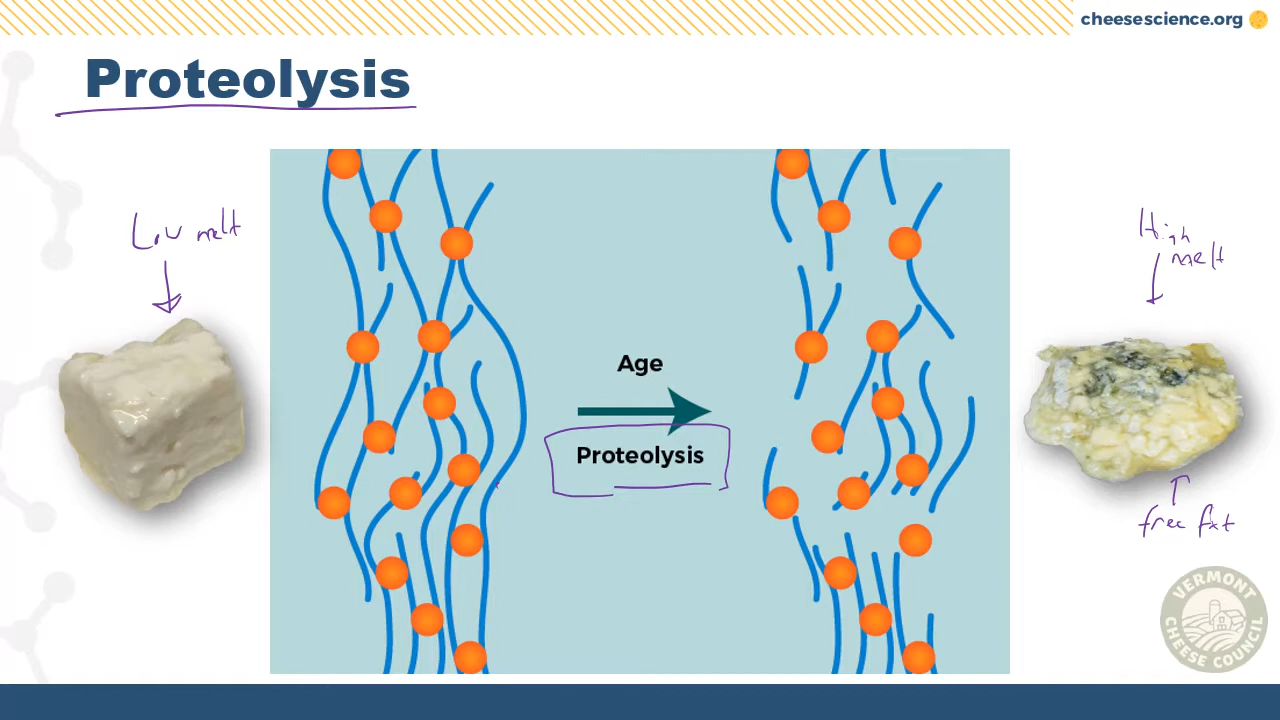 cheesescience.org
Proteolysis
Low melt
High
melt
Age
Proteolysis
free fat
VERMONT
CHEESE COUNCIL